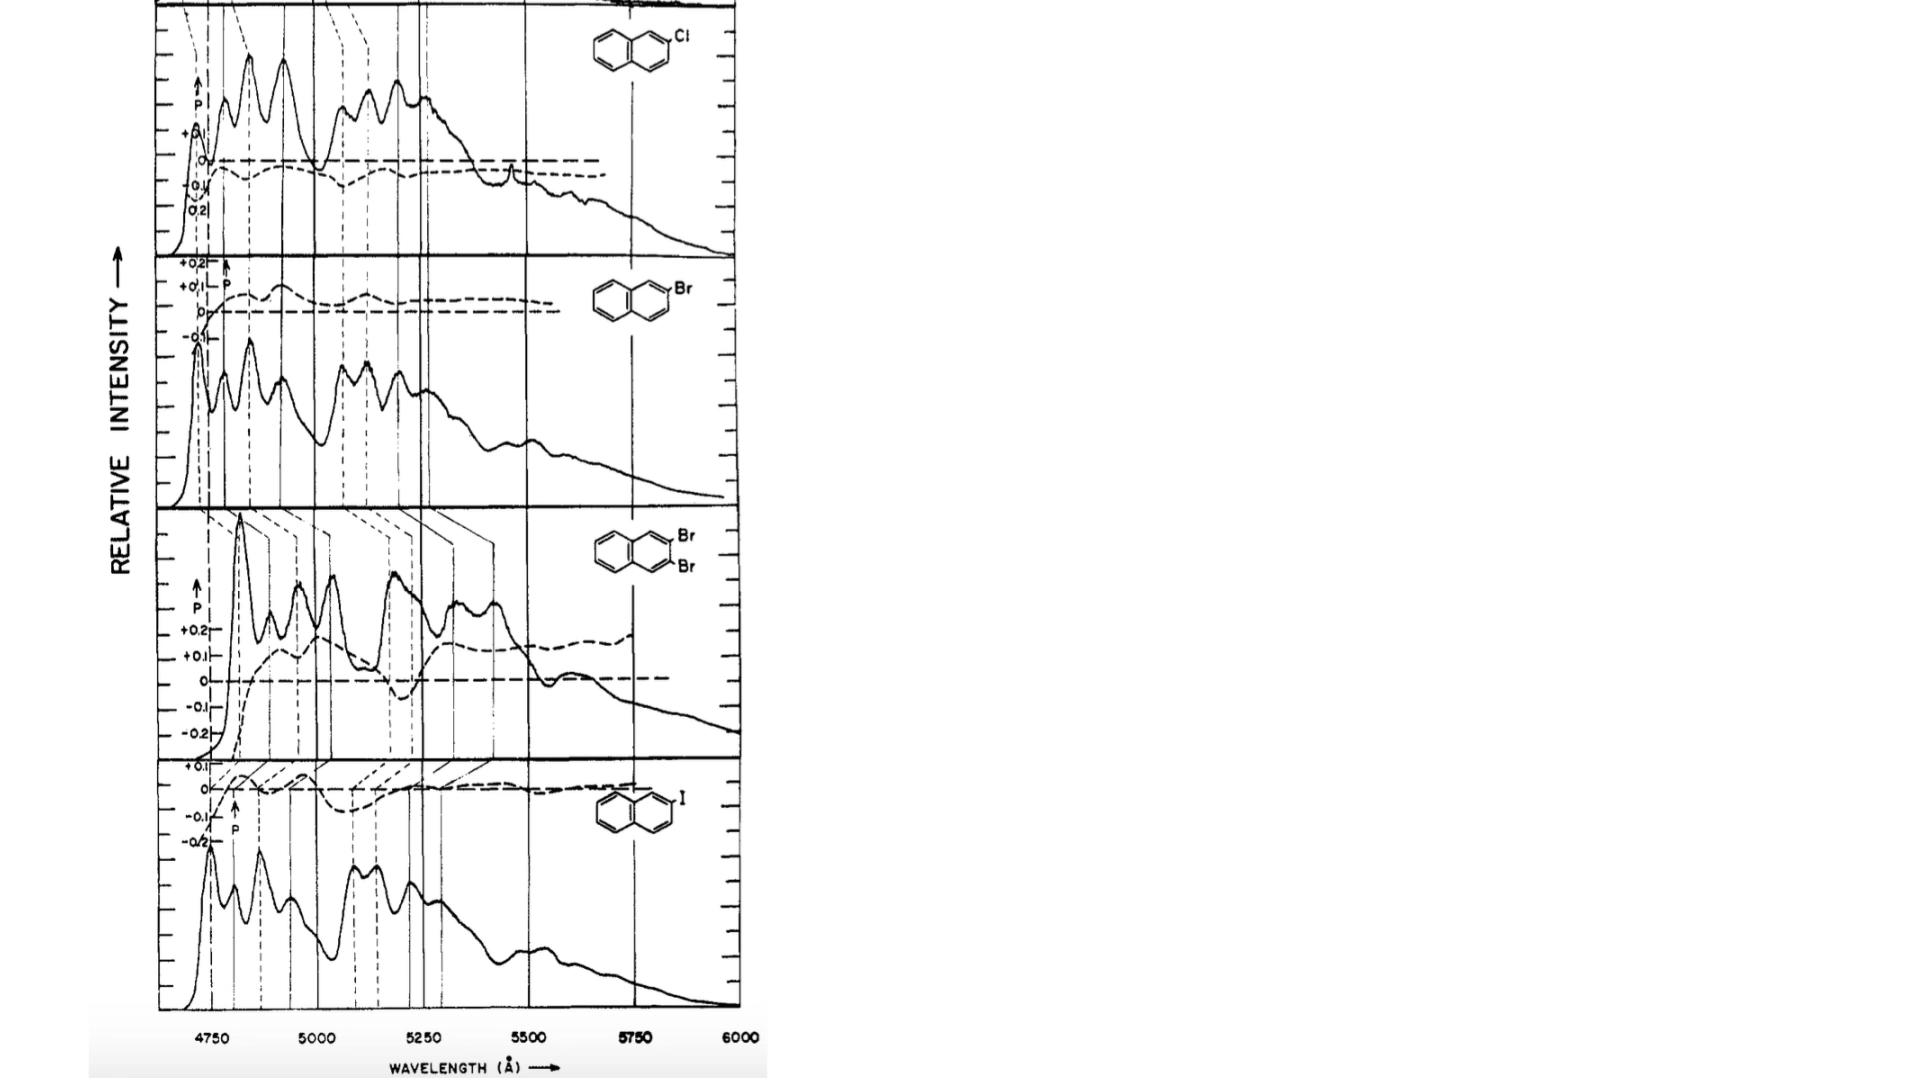 Cl
P
+0.1
0
-0.1
0.2
+0.2
P
+0.1
Br
0
-0.1
RELATIVE INTENSITY
Br
Br
P
+0.2
+0.1
0
-0.1
-0.2
+0.1
0
I
-0.1
P
-0.2
4750 5000 5250 5500 5750 6000
WAVELENGTH (Å)